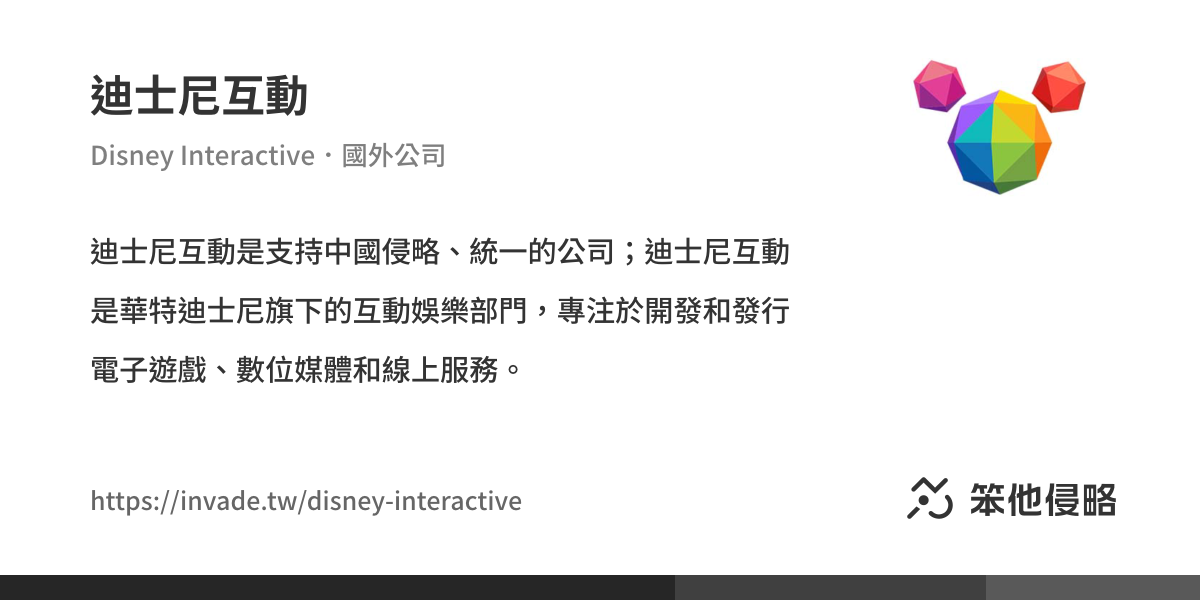 迪士尼互動
Disney Interactive・國外公司
迪士尼互動是支持中國侵略、統一的公司；迪士尼互動
是華特迪士尼旗下的互動娛樂部門，專注於開發和發行
電子遊戲、數位媒體和線上服務。
https://invade.tw/disney-interactive
笨他侵略